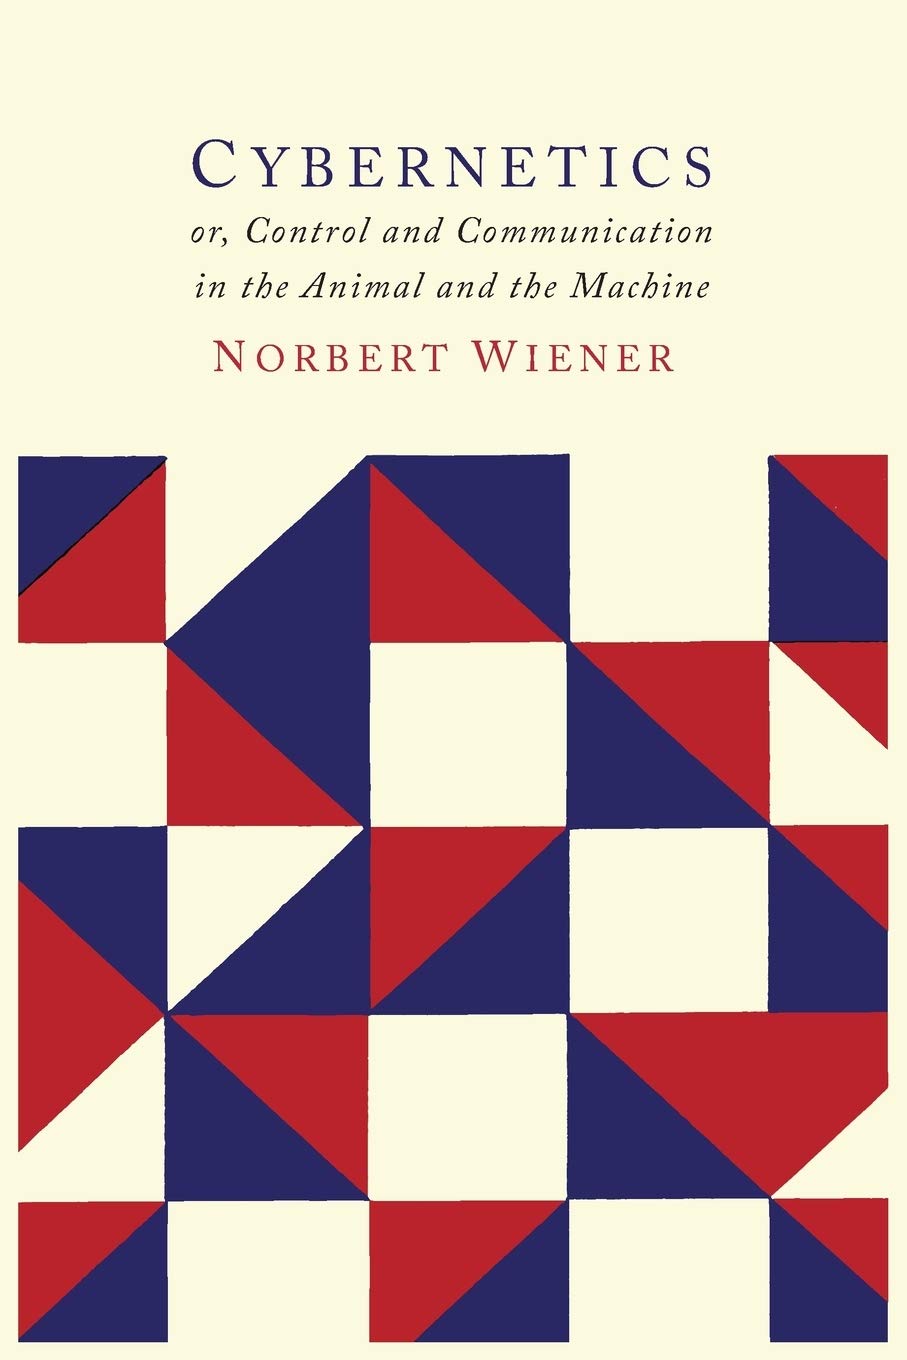 CYBERNETICS
or, Control and Communication
in the Animal and the Machine
NORBERT WIENER